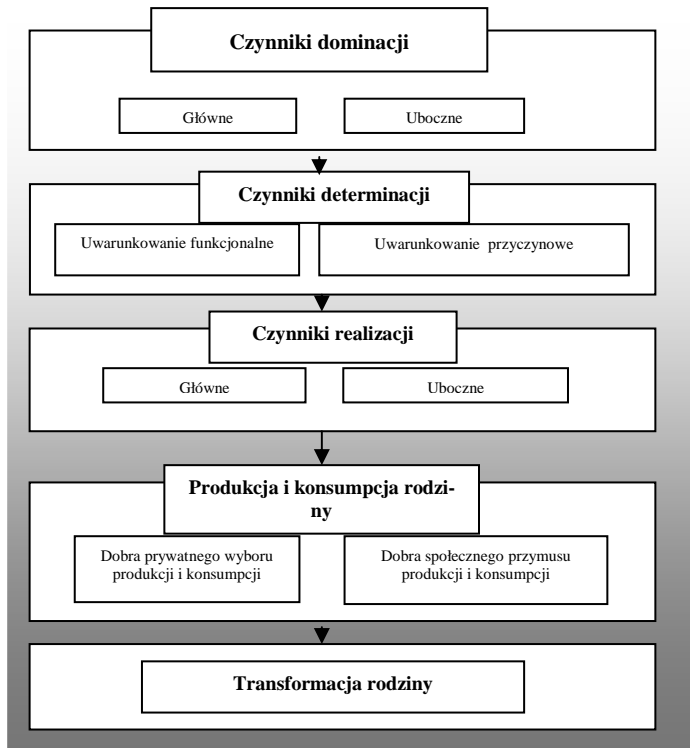 Czynniki dominacji
Główne
Uboczne
Czynniki determinacji
Uwarunkowanie funkcjonalne
Uwarunkowanie przyczynowe
Czynniki realizacji
Główne
Uboczne
Produkcja i konsumpcja rodzi-
ny
Dobra prywatnego wyboru
produkcji i konsumpcji
Dobra społecznego przymusu
produkcji i konsumpcji
Transformacja rodziny